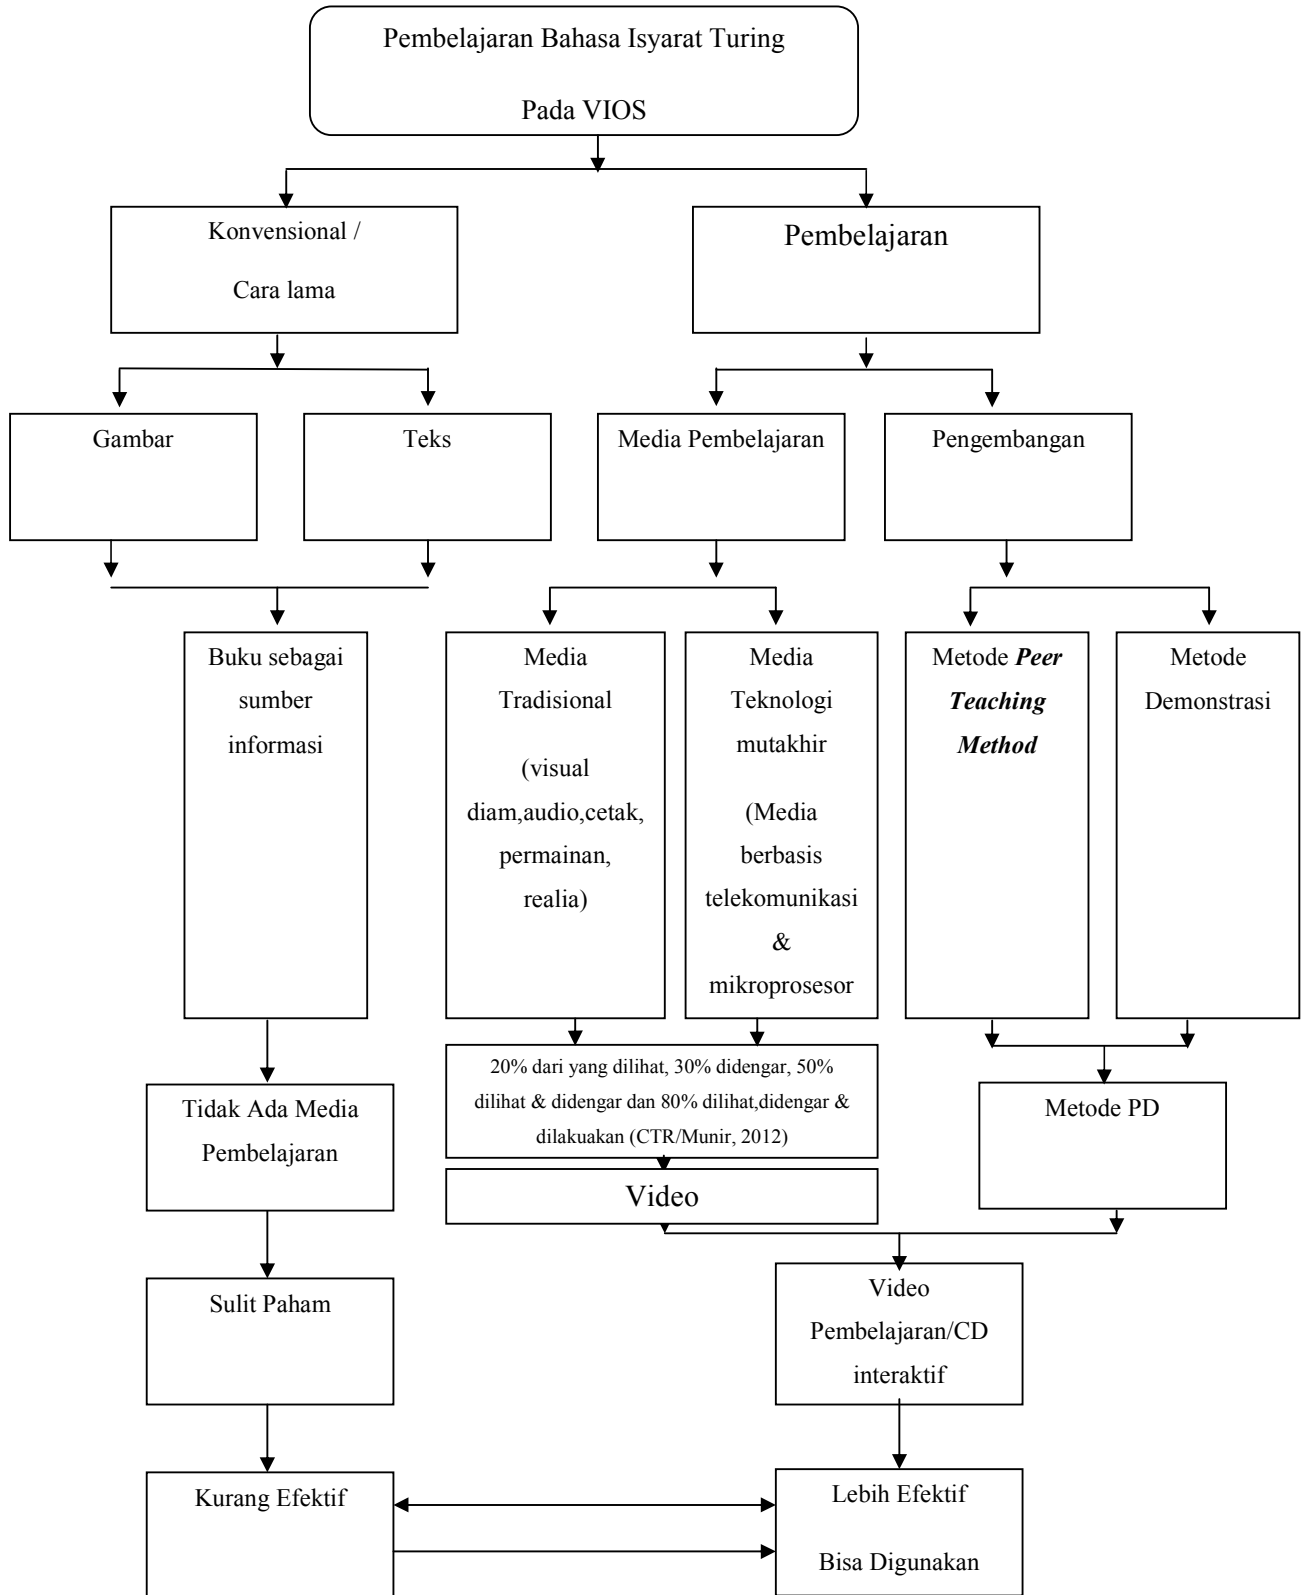 Pembelajaran Bahasa Isyarat Turing
Pada VIOS
Konvensional /
Cara lama
Pembelajaran
Gambar
Teks
Media Pembelajaran
Pengembangan
Buku sebagai
sumber
informasi
Media
Tradisional
(visual
diam,audio,cetak,
permainan,
realia)
Media
Teknologi
mutakhir
(Media
berbasis
telekomunikasi
&
mikroprosesor
Metode Peer
Teaching
Method
Metode
Demonstrasi
20% dari yang dilihat, 30% didengar, 50%
dilihat & didengar dan 80% dilihat,didengar &
dilakuakan (CTR/Munir, 2012)
Tidak Ada Media
Pembelajaran
Metode PD
Video
Sulit Paham
Video
Pembelajaran/CD
interaktif
Kurang Efektif
Lebih Efektif
Bisa Digunakan